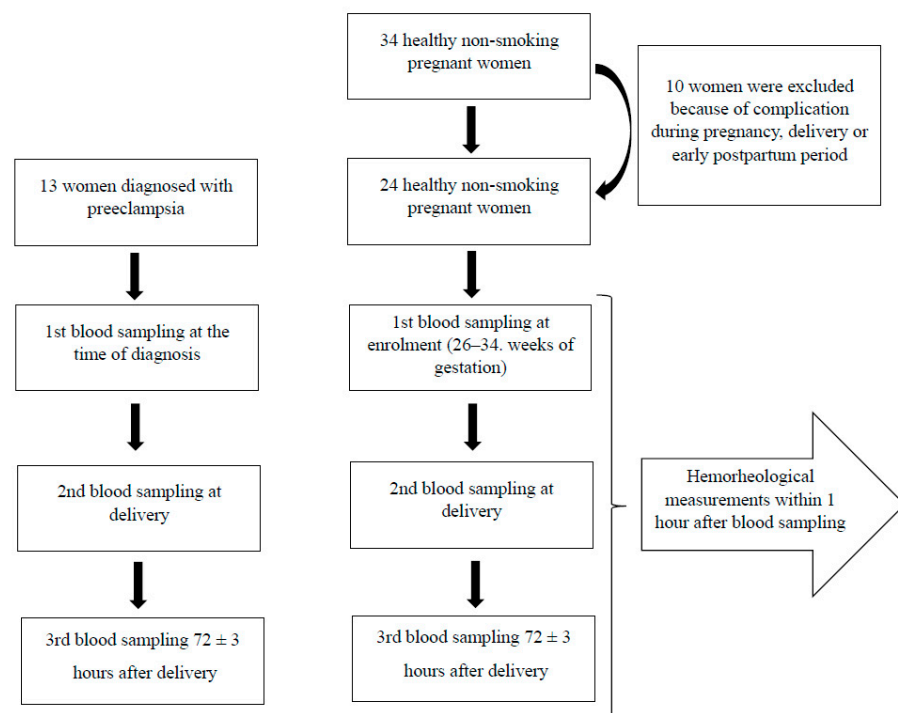 34 healthy non-smoking
pregnant women
10 women were excluded
because of complication
during pregnancy, delivery or
early postpartum period
13 women diagnosed with
preeclampsia
24 healthy non-smoking
pregnant women
1st blood sampling at the
time of diagnosis
1st blood sampling at
enrolment (26–34. weeks of
gestation)
2nd blood sampling at
delivery
2nd blood sampling at
delivery
Hemorheological
measurements within 1
hour after blood sampling
3rd blood sampling 72 ± 3
hours after delivery
3rd blood sampling 72 ± 3
hours after delivery